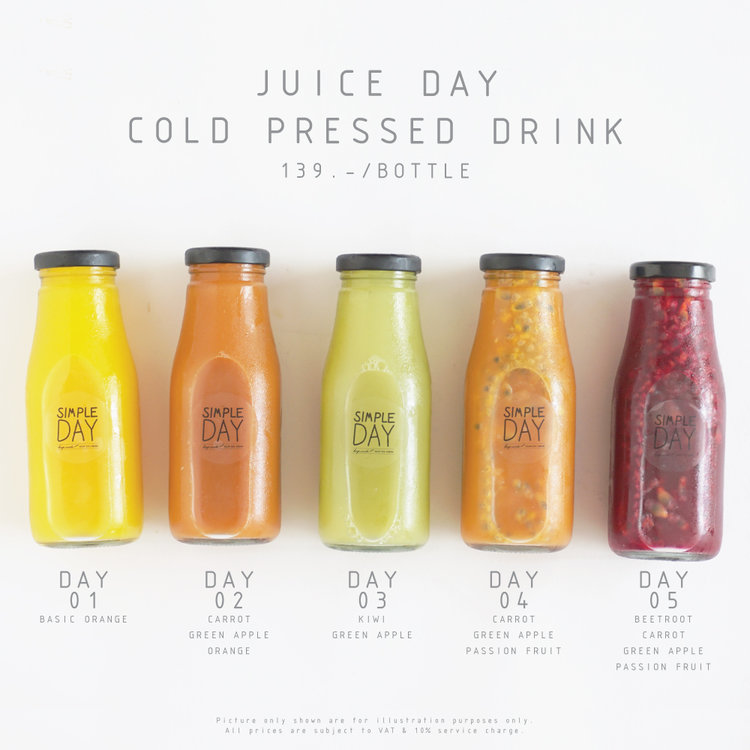 JUICE DAY
COLD PRESSED DRINK
139.-/BOTTLE
SIMPLE
DAY
SIMPLE
DAY
SIMPLE
DAY
SIMPLE
DAY
SIMPLE
DAY
DAY
01
BASIC ORANGE
DAY
02
CARROT
GREEN APPLE
ORANGE
DAY
03
KIWI
GREEN APPLE
DAY
04
CARROT
GREEN APPLE
PASSION FRUIT
DAY
05
BEETROOT
CARROT
GREEN APPLE
PASSION FRUIT
Picture only shown are for illustration purposes only.
All prices are subject to VAT & 10% service charge.